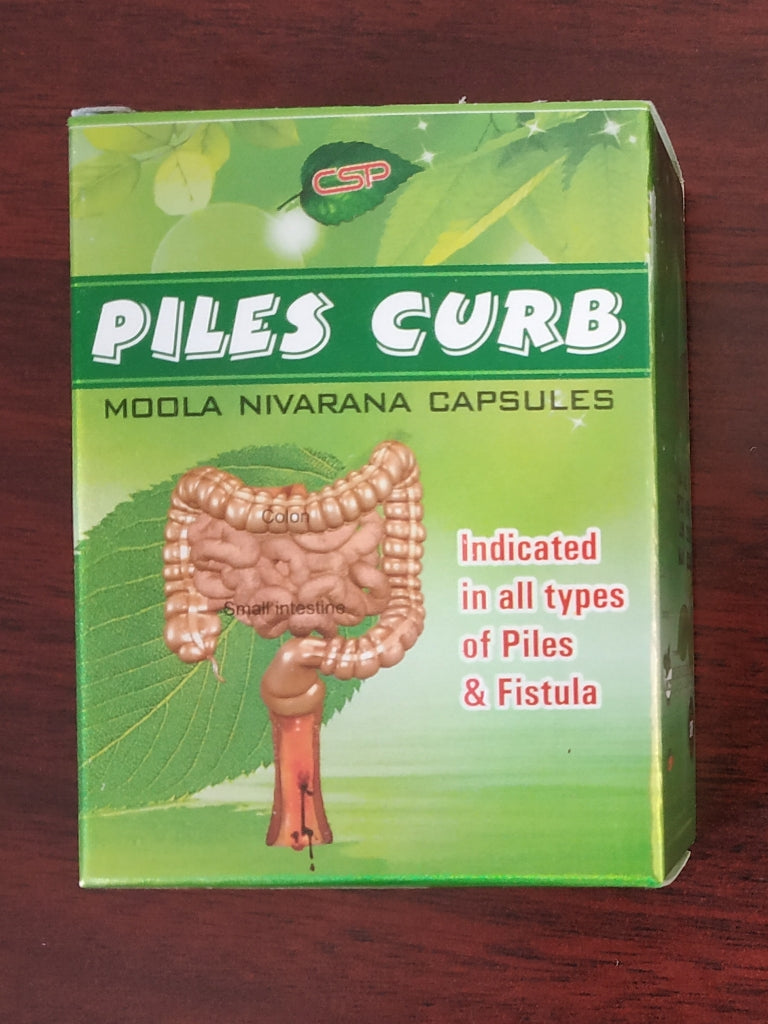 CSP
PILES CURB
MOOLA NIVARANA CAPSULES
Colon
Small intestine
Indicated
in all types
of Piles
& Fistula